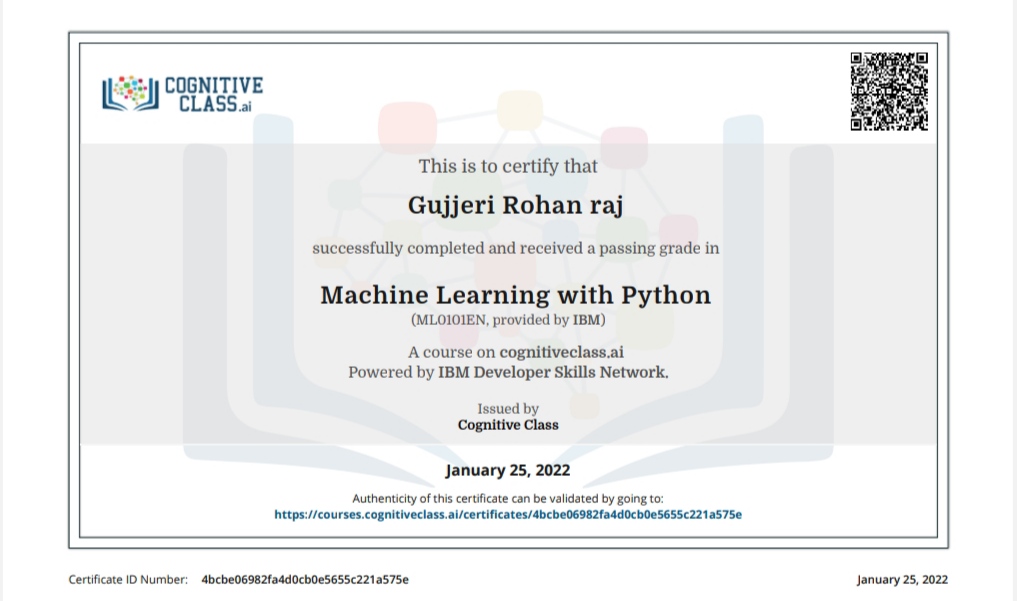 COGNITIVE
CLASS.ai
This is to certify that
Gujjeri Rohan raj
successfully completed and received a passing grade in
Machine Learning with Python
(ML0101EN, provided by IBM)
A course on cognitiveclass.ai
Powered by IBM Developer Skills Network.
Issued by
Cognitive Class
January 25, 2022
Authenticity of this certificate can be validated by going to:
https://courses.cognitiveclass.ai/certificates/4bcbe06982fa4d0cb0e5655c221a575e
Certificate ID Number: 4bcbe06982fa4d0cb0e5655c221a575e
January 25, 2022